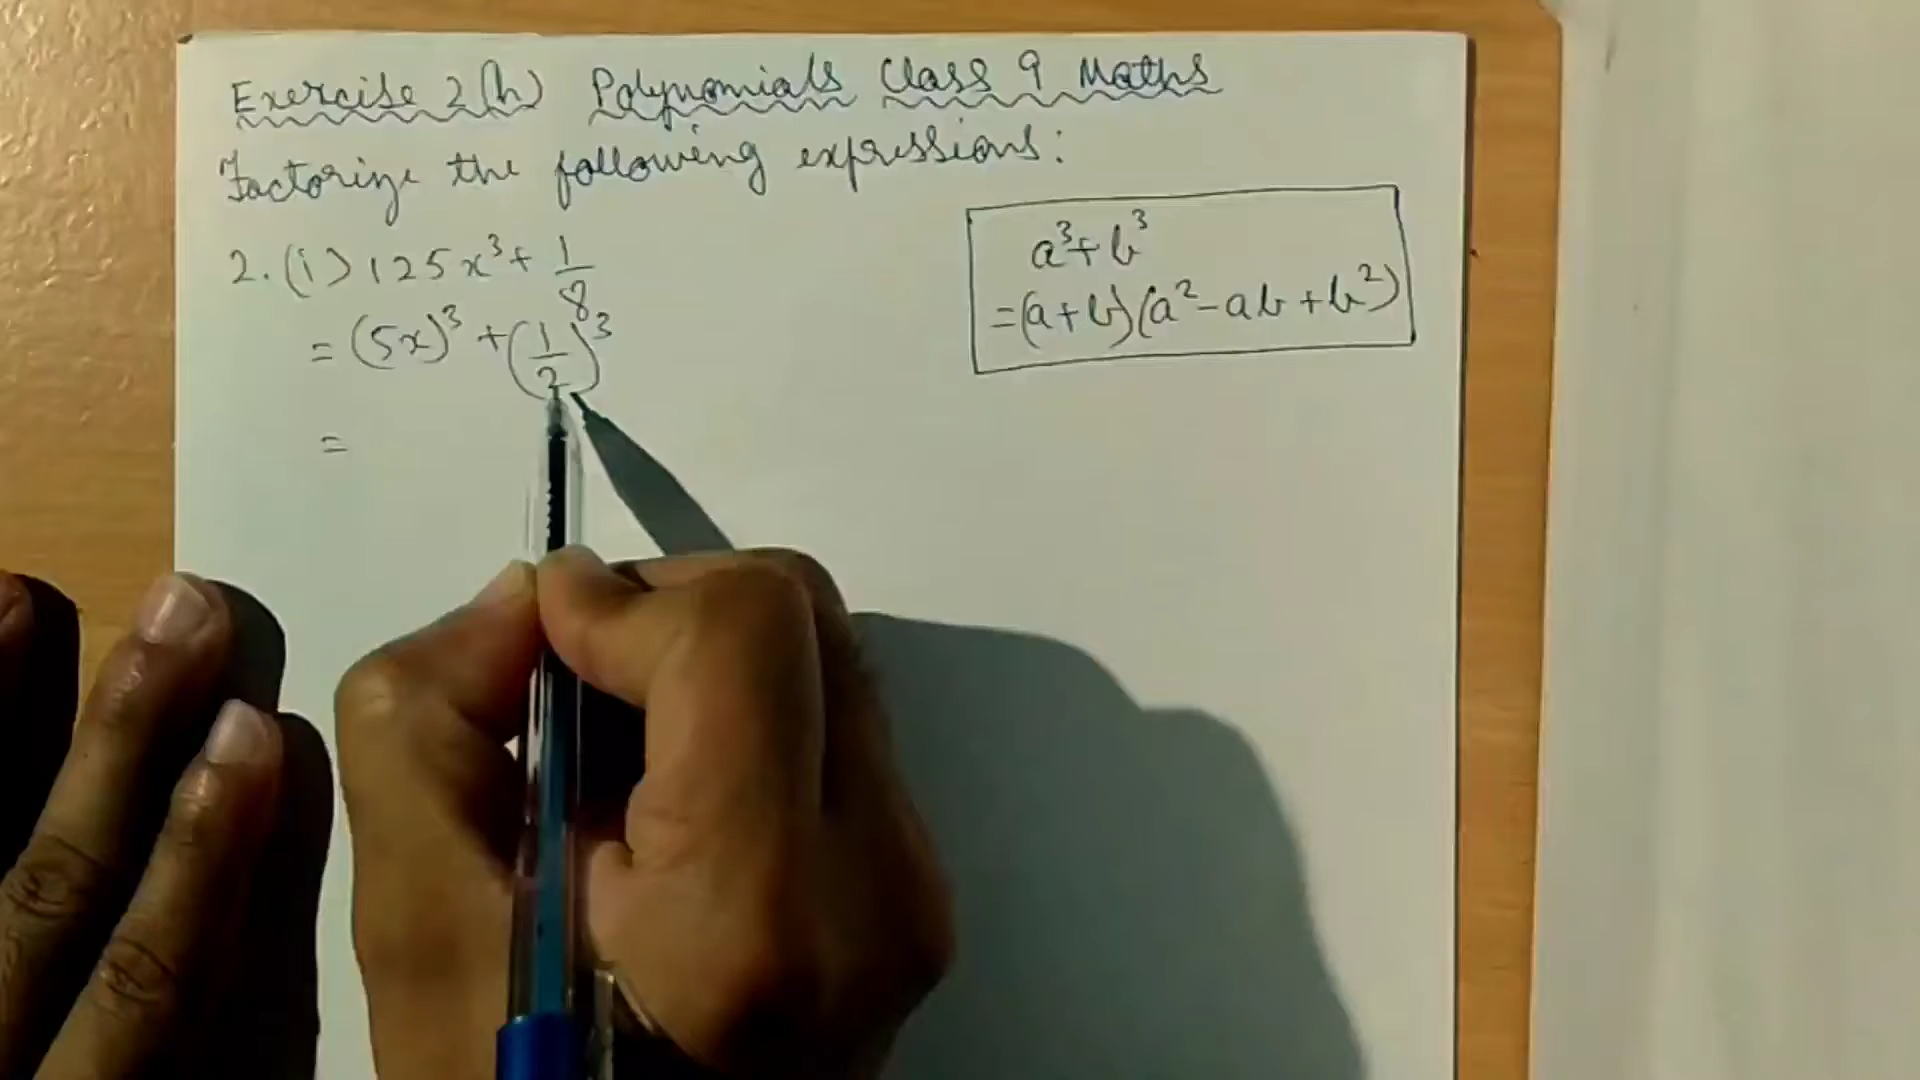 Exercise 2(h) Polynomials Class 9 Maths
Factorize the following expressions:
2. (i) 125x³ + 1/8
= (5x)³ + (1/2)³
=
a³+b³
=(a+b)(a²-ab+b²)